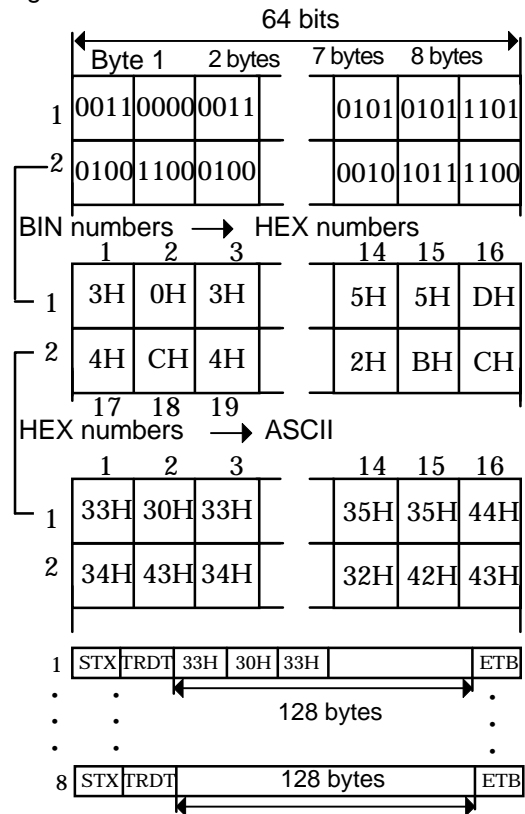 64 bits
Byte 1 2 bytes 7 bytes 8 bytes
1 0011 0000 0011 0101 0101 1101
2 0100 1100 0100 0010 1011 1100
BIN numbers → HEX numbers
1 2 3 14 15 16
1 3H 0H 3H 5H 5H DH
2 4H CH 4H 2H BH CH
17 18 19
HEX numbers → ASCII
1 2 3 14 15 16
1 33H 30H 33H 35H 35H 44H
2 34H 43H 34H 32H 42H 43H
1 STX TRDT 33H 30H 33H ETB
128 bytes
8 STX TRDT 128 bytes ETB